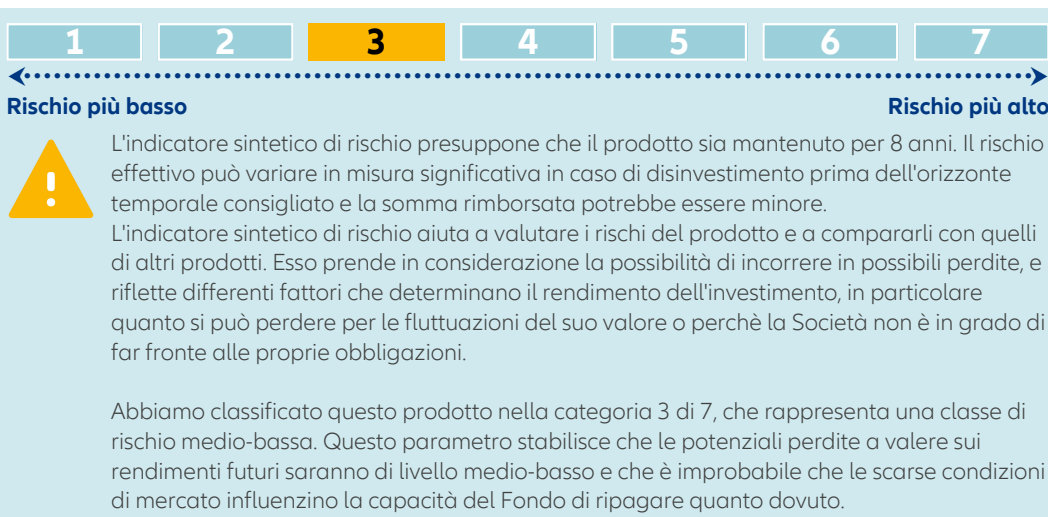 1 2 3 4 5 6 7
Rischio più basso Rischio più alto
L'indicatore sintetico di rischio presuppone che il prodotto sia mantenuto per 8 anni. Il rischio
effettivo può variare in misura significativa in caso di disinvestimento prima dell'orizzonte
temporale consigliato e la somma rimborsata potrebbe essere minore.
L'indicatore sintetico di rischio aiuta a valutare i rischi del prodotto e a compararli con quelli
di altri prodotti. Esso prende in considerazione la possibilità di incorrere in possibili perdite, e
riflette differenti fattori che determinano il rendimento dell'investimento, in particolare
quanto si può perdere per le fluttuazioni del suo valore o perchè la Società non è in grado di
far fronte alle proprie obbligazioni.
Abbiamo classificato questo prodotto nella categoria 3 di 7, che rappresenta una classe di
rischio medio-bassa. Questo parametro stabilisce che le potenziali perdite a valere sui
rendimenti futuri saranno di livello medio-basso e che è improbabile che le scarse condizioni
di mercato influenzino la capacità del Fondo di ripagare quanto dovuto.